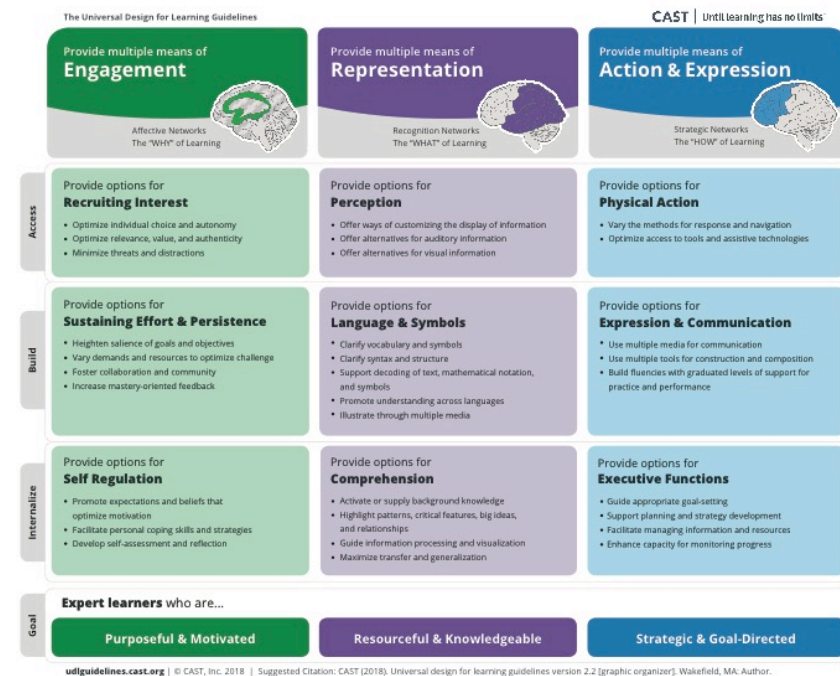 The Universal Design for Learning Guidelines
CAST | Until learning has no limits
Provide multiple means of
Engagement
Affective Networks
The "WHY" of Learning
Provide multiple means of
Representation
Recognition Networks
The "WHAT" of Learning
Provide multiple means of
Action & Expression
Strategic Networks
The "HOW" of Learning
Access
Provide options for
Recruiting Interest
• Optimize individual choice and autonomy
• Optimize relevance, value, and authenticity
• Minimize threats and distractions
Provide options for
Perception
• Offer ways of customizing the display of information
• Offer alternatives for auditory information
• Offer alternatives for visual information
Provide options for
Physical Action
• Vary the methods for response and navigation
• Optimize access to tools and assistive technologies
Build
Provide options for
Sustaining Effort & Persistence
• Heighten salience of goals and objectives
• Vary demands and resources to optimize challenge
• Foster collaboration and community
• Increase mastery-oriented feedback
Provide options for
Language & Symbols
• Clarify vocabulary and symbols
• Clarify syntax and structure
• Support decoding of text, mathematical notation,
and symbols
• Promote understanding across languages
• Illustrate through multiple media
Provide options for
Expression & Communication
• Use multiple media for communication
• Use multiple tools for construction and composition
• Build fluencies with graduated levels of support for
practice and performance
Internalize
Provide options for
Self Regulation
• Promote expectations and beliefs that
optimize motivation
• Facilitate personal coping skills and strategies
• Develop self-assessment and reflection
Provide options for
Comprehension
• Activate or supply background knowledge
• Highlight patterns, critical features, big ideas,
and relationships
• Guide information processing and visualization
• Maximize transfer and generalization
Provide options for
Executive Functions
• Guide appropriate goal-setting
• Support planning and strategy development
• Facilitate managing information and resources
• Enhance capacity for monitoring progress
Goal
Expert learners who are...
Purposeful & Motivated
Resourceful & Knowledgeable
Strategic & Goal-Directed
udlguidelines.cast.org | © CAST, Inc. 2018 | Suggested Citation: CAST (2018). Universal design for learning guidelines version 2.2 [graphic organizer]. Wakefield, MA: Author.